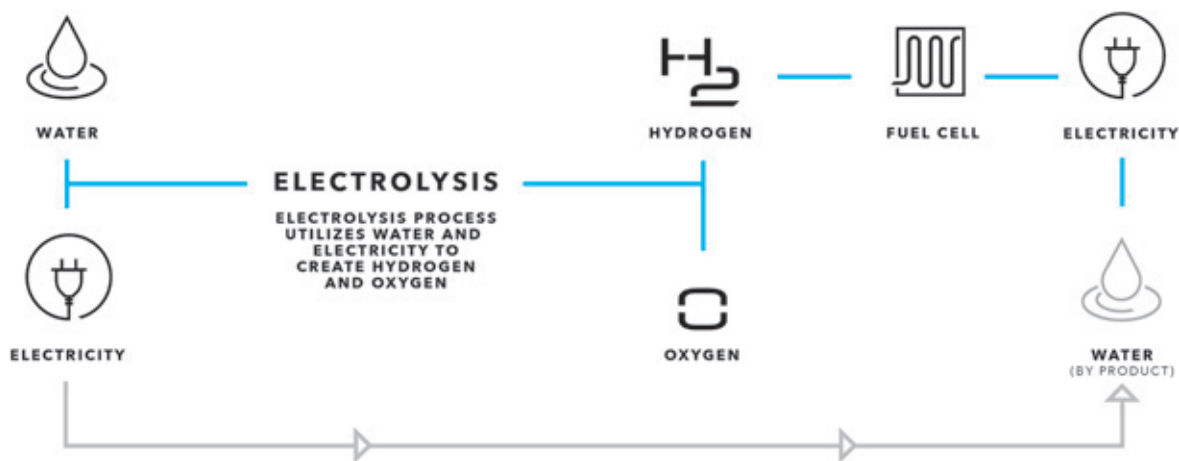 WATER
ELECTRICITY
ELECTROLYSIS
ELECTROLYSIS PROCESS
UTILIZES WATER AND
ELECTRICITY TO
CREATE HYDROGEN
AND OXYGEN
H2
HYDROGEN
O
OXYGEN
FUEL CELL
ELECTRICITY
WATER
(BY PRODUCT)